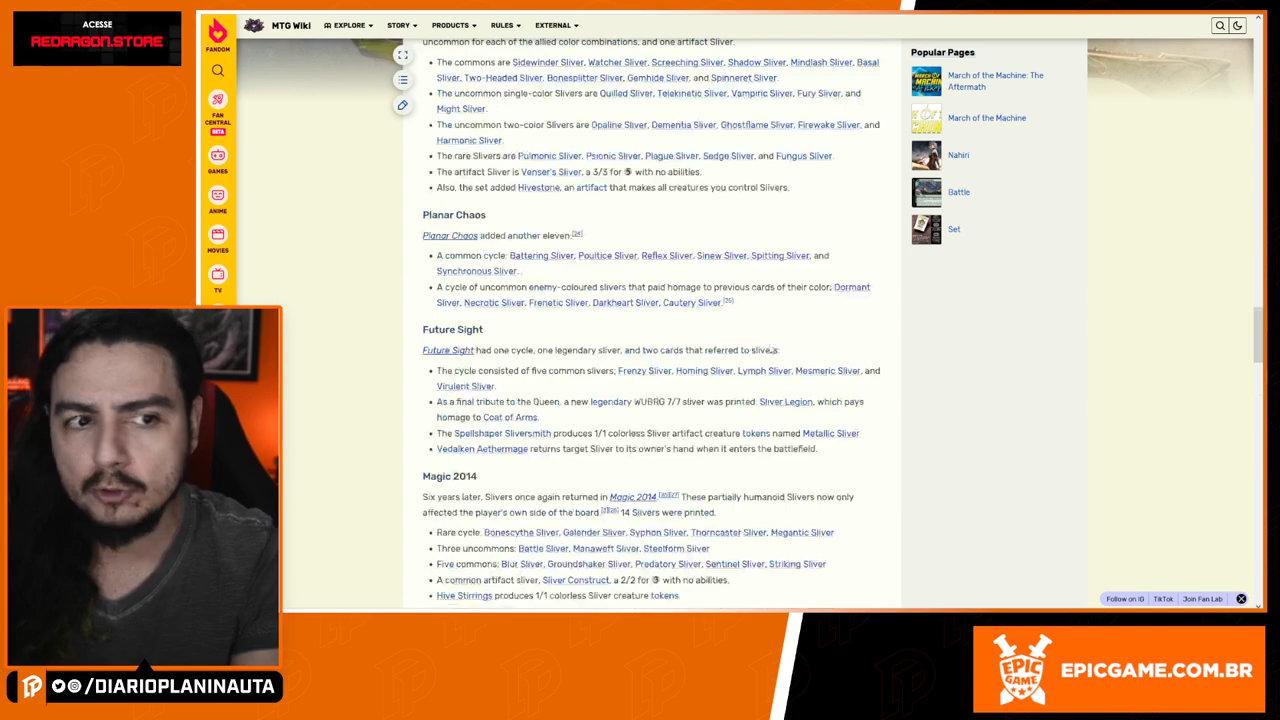 ACESSE
REDRAGON.STORE
FANDOM
FAN
CENTRAL
BETA
GAMES
ANIME
MOVIES
TV
MTG Wiki
EXPLORE
STORY
PRODUCTS
RULES
EXTERNAL
uncommon for each of the allied color combinations, and one artifact Sliver.
• The commons are Sidewinder Sliver, Watcher Sliver, Screeching Sliver, Shadow Sliver, Mindlash Sliver, Basal
Sliver, Two-Headed Sliver, Bonesplitter Sliver, Gemhide Sliver, and Spinneret Sliver.
• The uncommon single-color Slivers are Quilled Sliver, Telekinetic Sliver, Vampiric Sliver, Fury Sliver, and
Might Sliver.
• The uncommon two-color Slivers are Opaline Sliver, Dementia Sliver, Ghostflame Sliver, Firewake Sliver, and
Harmonic Sliver.
• The rare Slivers are Pulmonic Sliver, Psionic Sliver, Plague Sliver, Sedge Sliver, and Fungus Sliver.
• The artifact Sliver is Venser's Sliver, a 3/3 for 5 with no abilities.
• Also, the set added Hivestone, an artifact that makes all creatures you control Slivers.
Planar Chaos
Planar Chaos added another eleven:[24]
• A common cycle: Battering Sliver, Poultice Sliver, Reflex Sliver, Sinew Sliver, Spitting Sliver, and
Synchronous Sliver.
• A cycle of uncommon enemy-coloured slivers that paid homage to previous cards of their color; Dormant
Sliver, Necrotic Sliver, Frenetic Sliver, Darkheart Sliver, Cautery Sliver.[25]
Future Sight
Future Sight had one cycle, one legendary sliver, and two cards that referred to slivers:
• The cycle consisted of five common slivers; Frenzy Sliver, Homing Sliver, Lymph Sliver, Mesmeric Sliver, and
Virulent Sliver.
• As a final tribute to the Queen, a new legendary WUBRG 7/7 sliver was printed: Sliver Legion, which pays
homage to Coat of Arms.
• The Spellshaper Sliversmith produces 1/1 colorless Sliver artifact creature tokens named Metallic Sliver
• Vedalken Aethermage returns target Sliver to its owner's hand when it enters the battlefield.
Magic 2014
Six years later, Slivers once again returned in Magic 2014.[26][27] These partially humanoid Slivers now only
affected the player's own side of the board. 14 Slivers were printed.
• Rare cycle: Bonescythe Sliver, Galerider Sliver, Syphon Sliver, Thorncaster Sliver, Megantic Sliver
• Three uncommons: Battle Sliver, Manaweft Sliver, Steelform Sliver
• Five commons: Blur Sliver, Groundshaker Sliver, Predatory Sliver, Sentinel Sliver, Striking Sliver
• A common artifact sliver, Sliver Construct, a 2/2 for 3 with no abilities.
• Hive Stirrings produces 1/1 colorless Sliver creature tokens.
Popular Pages
March of the Machine: The
Aftermath
March of the Machine
Nahiri
Battle
Set
Follow on IG
TikTok
Join Fan Lab
/DIARIOPLANINAUTA
EPIC
GAME
EPICGAME.COM.BR